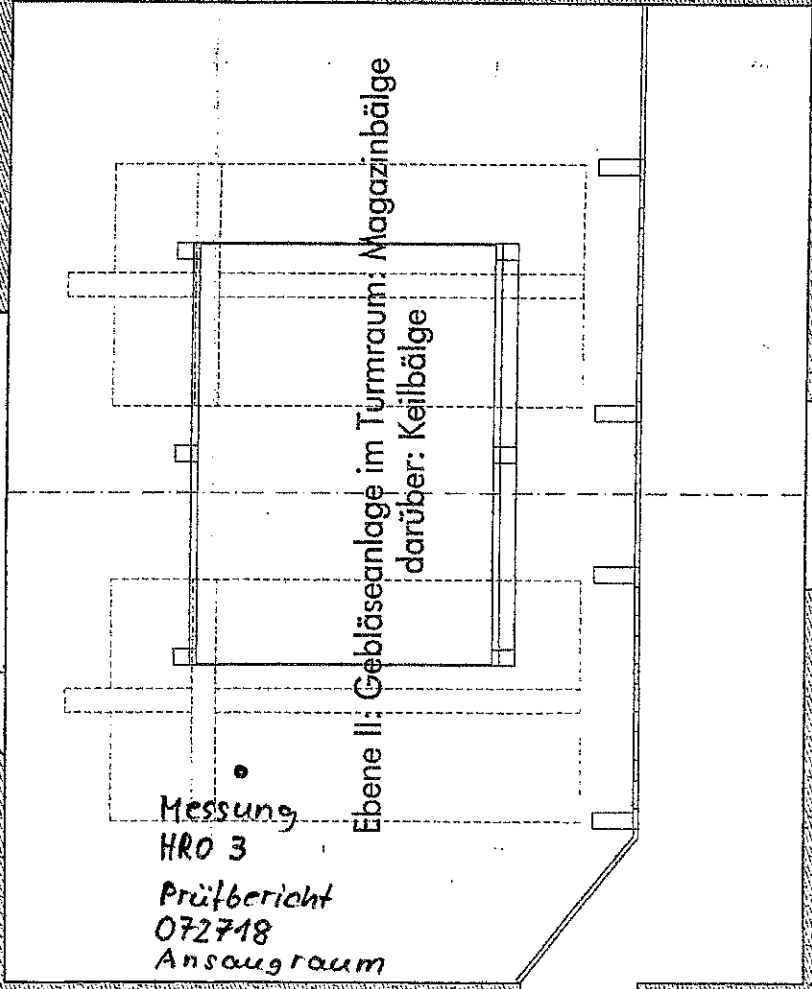 Ebene II: Gebläseanlage im Turmraum: Magazinbälge
darüber: Keilbälge
Messung
HRO 3
Prüfbericht
072718
Ansaugraum